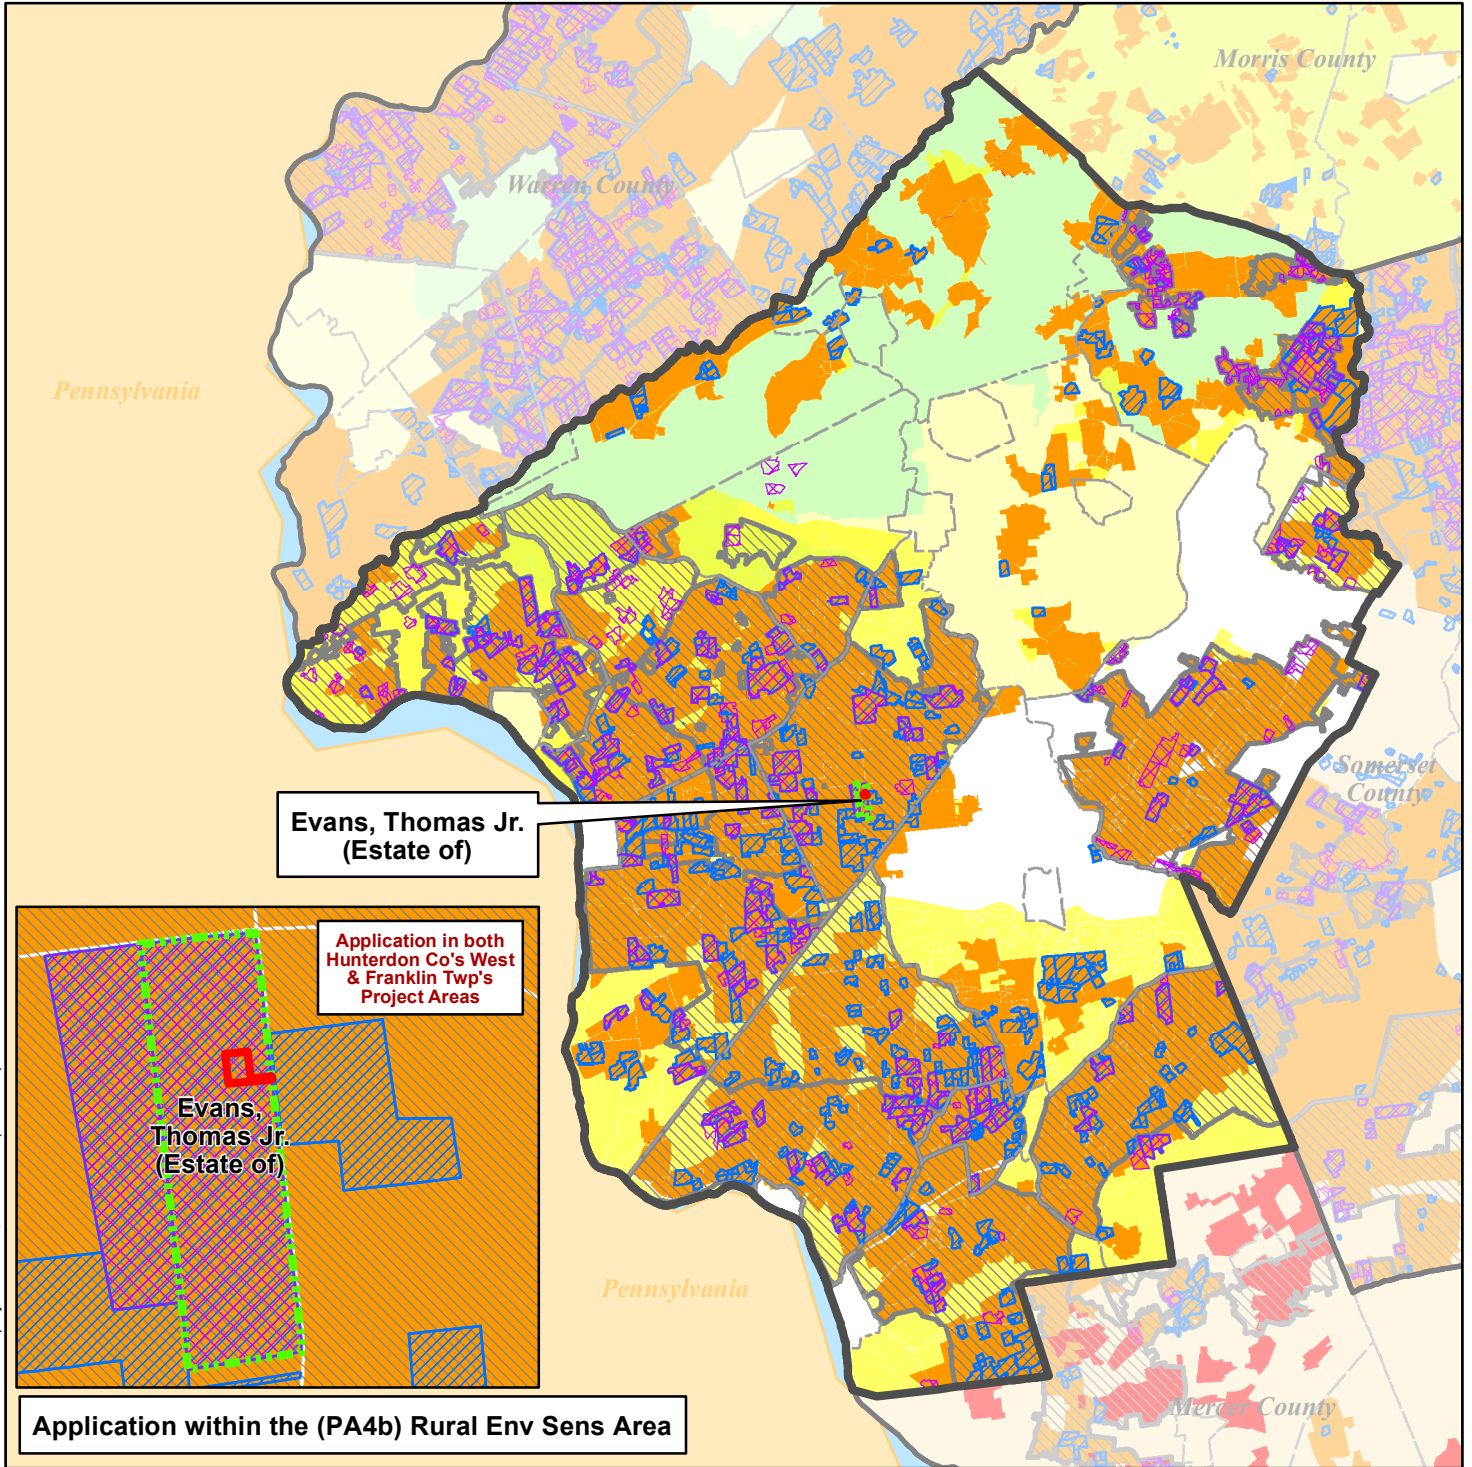 Morris County
Warren County
Pennsylvania
Somerset
County
Evans, Thomas Jr.
(Estate of)
Application in both
Hunterdon Co's West
& Franklin Twp's
Project Areas
Evans,
Thomas Jr.
(Estate of)
Pennsylvania
Mercer County
Application within the (PA4b) Rural Env Sens Area